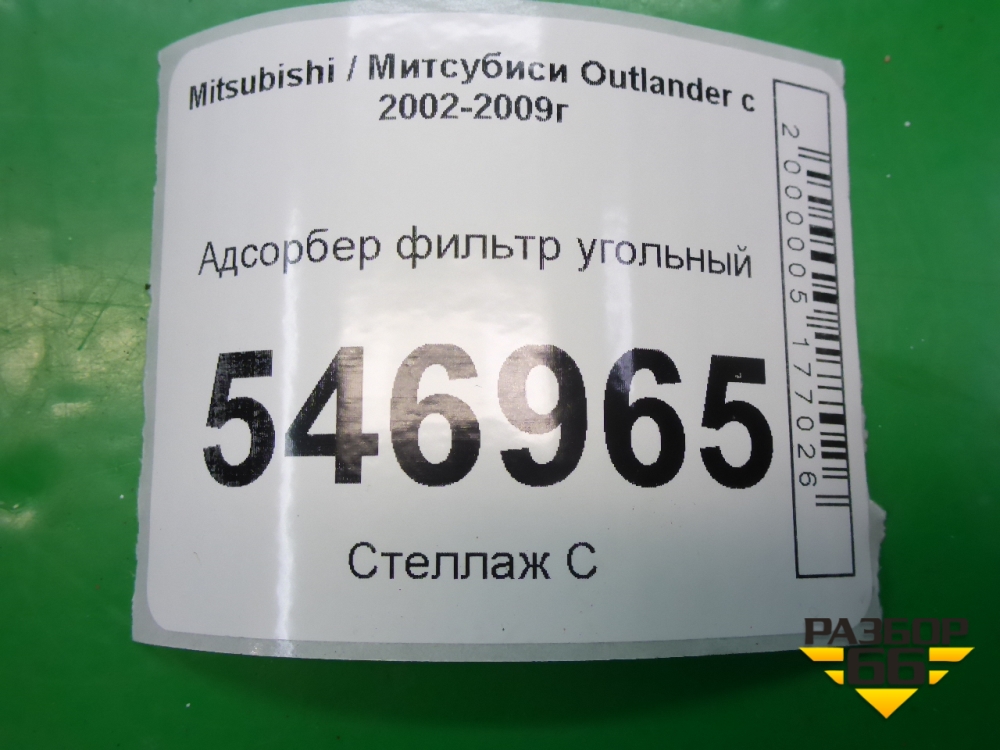 Mitsubishi / Митсубиси Outlander с
2002-2009г
Адсорбер фильтр угольный
546965
Стеллаж С
2000005177026
РАЗБОР
66